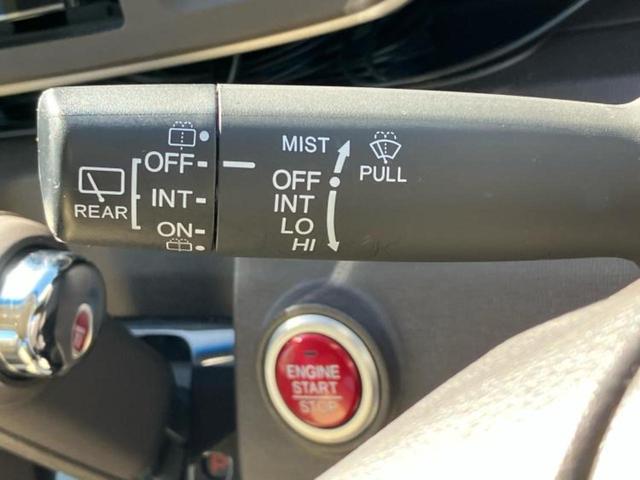 OFF
INT
ON
REAR
MIST
OFF
INT
LO
HI
PULL
ENGINE
START
STOP
P